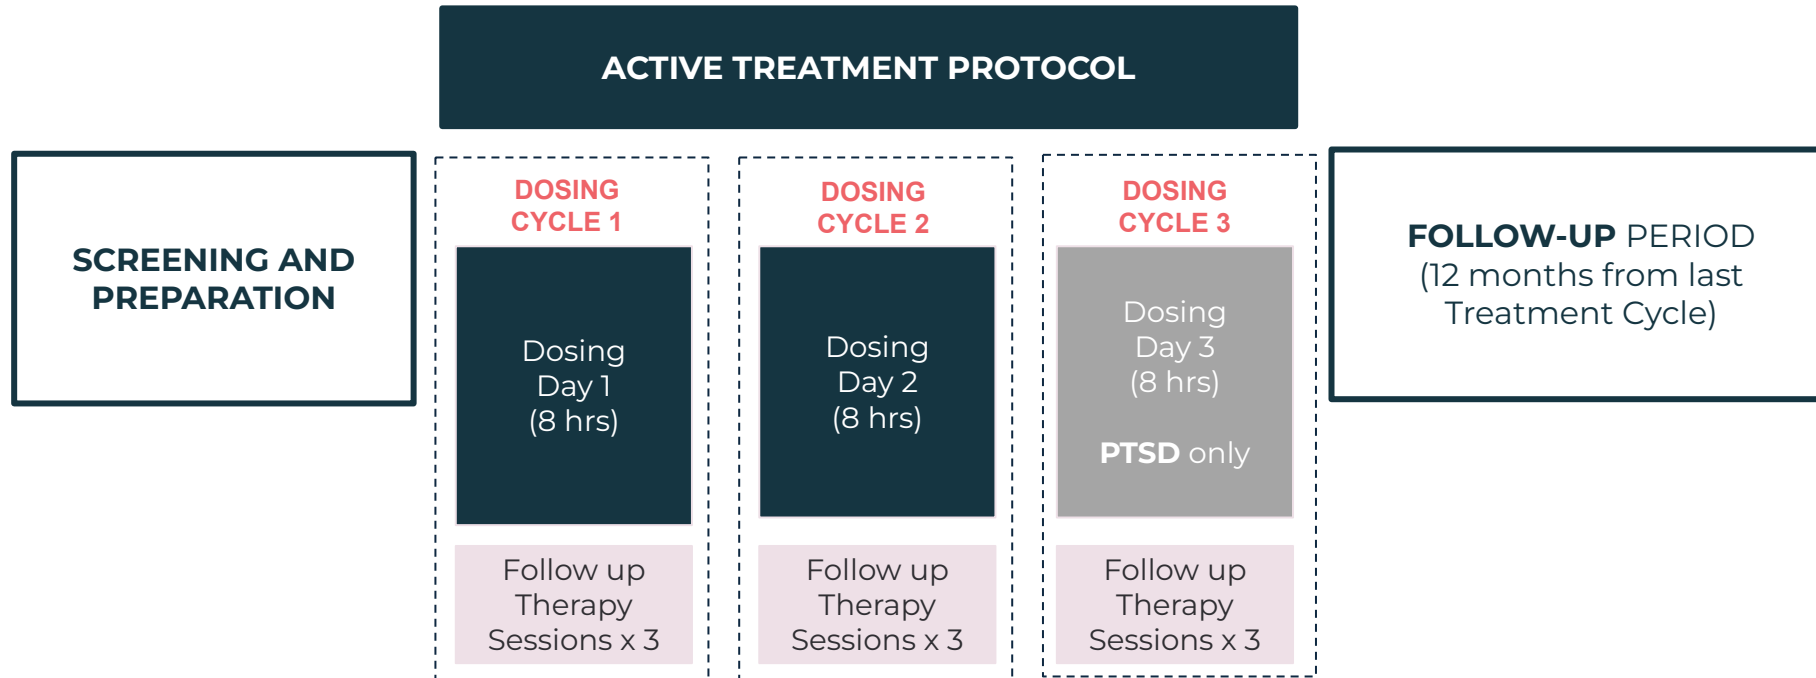 ACTIVE TREATMENT PROTOCOL
SCREENING AND
PREPARATION
DOSING
CYCLE 1
Dosing
Day 1
(8 hrs)
Follow up
Therapy
Sessions x 3
DOSING
CYCLE 2
Dosing
Day 2
(8 hrs)
Follow up
Therapy
Sessions x 3
DOSING
CYCLE 3
Dosing
Day 3
(8 hrs)
PTSD only
Follow up
Therapy
Sessions x 3
FOLLOW-UP PERIOD
(12 months from last
Treatment Cycle)